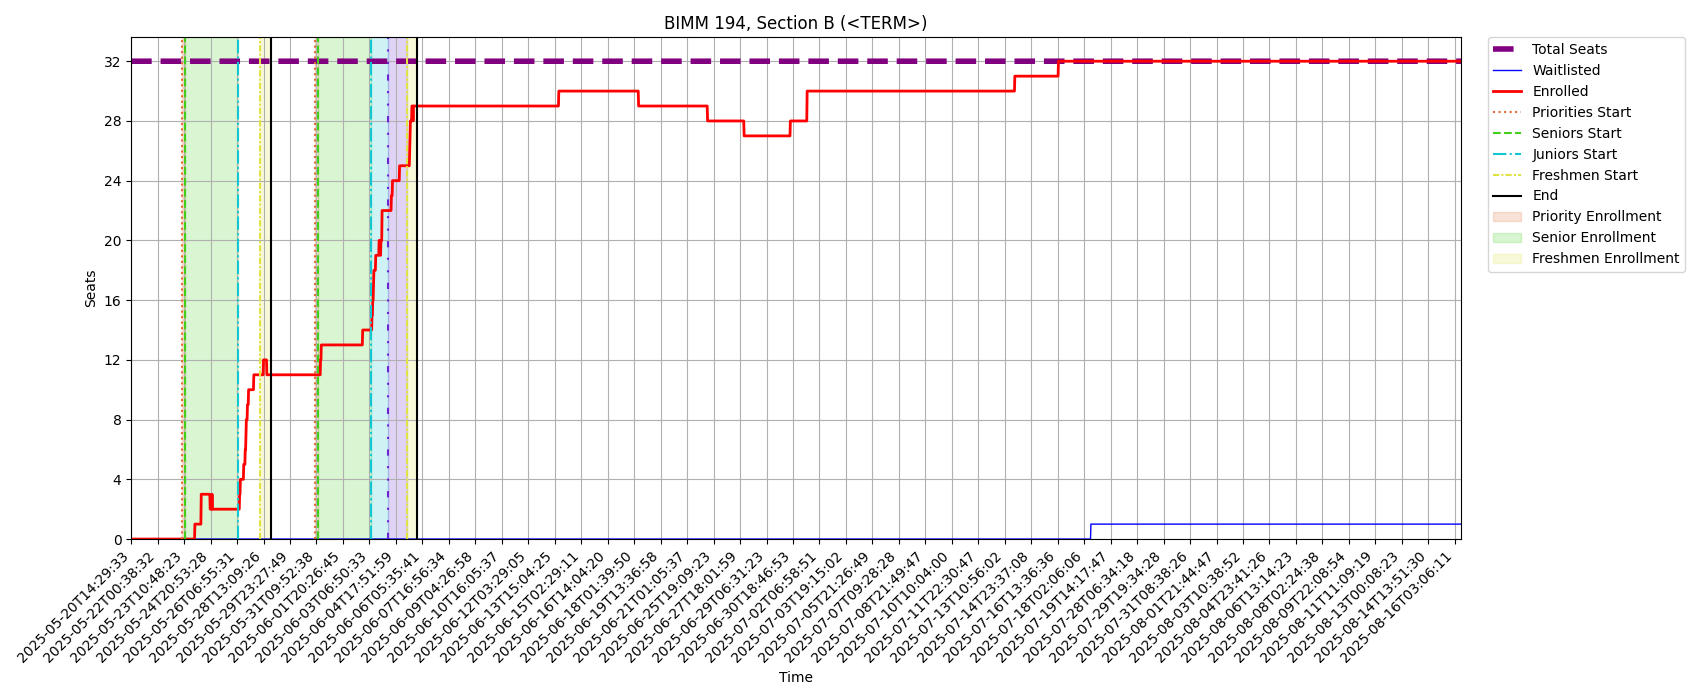 BIMM 194, Section B (<TERM>)
Seats
32
28
24
20
16
12
8
4
0
2025-05-20T14:29:33
2025-05-22T00:38:32
2025-05-23T10:48:23
2025-05-24T20:53:28
2025-05-26T06:55:31
2025-05-28T13:09:26
2025-05-29T23:27:49
2025-05-31T09:52:38
2025-06-01T20:26:45
2025-06-03T06:50:33
2025-06-04T17:51:59
2025-06-06T05:35:41
2025-06-07T16:56:34
2025-06-09T04:26:58
2025-06-10T16:05:37
2025-06-12T03:29:05
2025-06-13T15:04:25
2025-06-15T02:29:11
2025-06-16T14:04:20
2025-06-18T01:39:50
2025-06-19T13:36:58
2025-06-21T01:05:37
2025-06-25T19:09:23
2025-06-27T18:01:59
2025-06-29T06:31:23
2025-06-30T18:46:53
2025-07-02T06:58:51
2025-07-03T19:15:02
2025-07-05T21:26:49
2025-07-07T09:28:28
2025-07-08T21:49:47
2025-07-10T10:04:00
2025-07-11T22:30:47
2025-07-13T10:56:02
2025-07-14T23:37:08
2025-07-16T13:36:36
2025-07-18T02:06:06
2025-07-19T14:17:47
2025-07-28T06:34:18
2025-07-29T19:34:28
2025-07-31T08:38:26
2025-08-01T21:44:47
2025-08-03T10:38:52
2025-08-04T23:41:26
2025-08-06T13:14:23
2025-08-08T02:24:38
2025-08-09T22:08:54
2025-08-11T11:09:19
2025-08-13T00:08:23
2025-08-14T13:51:30
2025-08-16T03:06:11
Time
Total Seats
Waitlisted
Enrolled
Priorities Start
Seniors Start
Juniors Start
Freshmen Start
End
Priority Enrollment
Senior Enrollment
Freshmen Enrollment